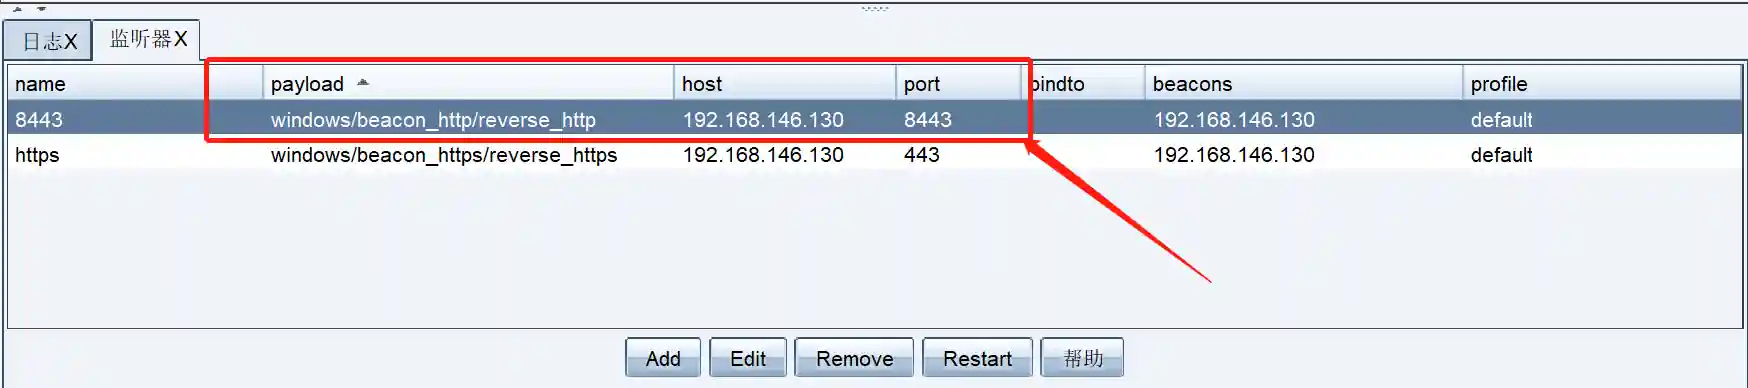 日志X 监听器X
name payload host port bindto beacons profile
8443 windows/beacon_http/reverse_http 192.168.146.130 8443 192.168.146.130 default
https windows/beacon_https/reverse_https 192.168.146.130 443 192.168.146.130 default
Add Edit Remove Restart 帮助